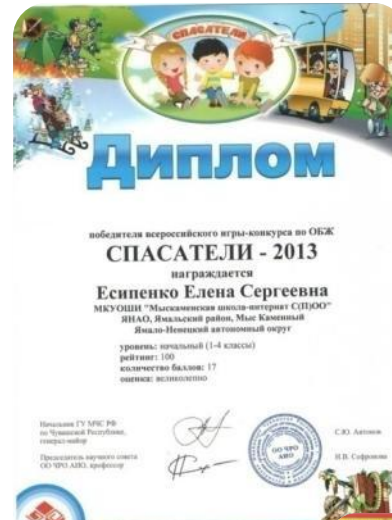 СПАСАТЕЛИ
Диплом
победителя всероссийского игры-конкурса по ОБЖ
СПАСАТЕЛИ - 2013
награждается
Есипенко Елена Сергеевна
МКУОШИ "Мыскаменская школа-интернат С(П)ОО"
ЯНАО, Ямальский район, Мыс Каменный
Ямало-Ненецкий автономный округ
уровень: начальный (1-4 классы)
рейтинг: 100
количество баллов: 17
оценка: великолепно
Начальник ГУ МЧС РФ
по Чувашской Республике,
генерал-майор
С.Ю. Антонов
Председатель научного совета
ОО ЧРО АНО, профессор
Н.В. Софронова
ОО ЧРО
АИО